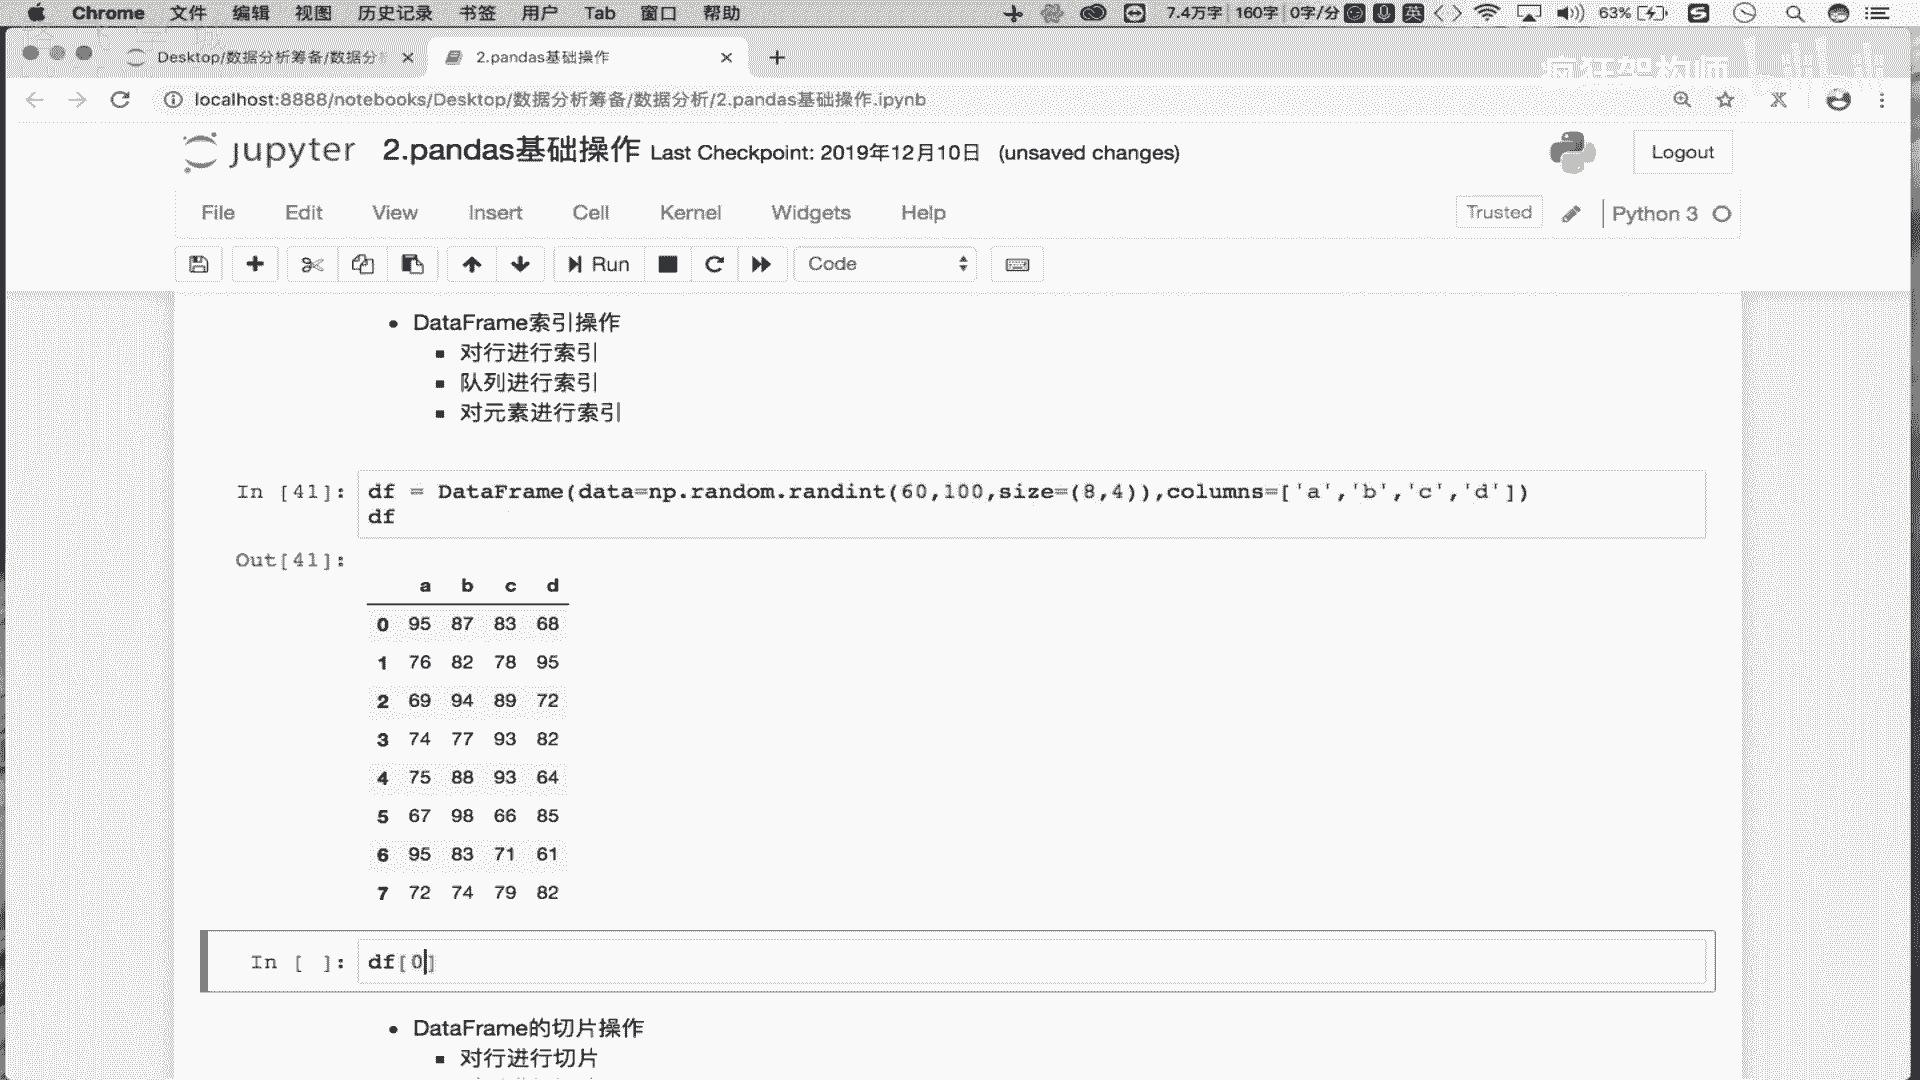 Chrome 文件 编辑 视图 历史记录 书签 用户 Tab 窗口 帮助 7.4万字 160字 0字/分 英 63%
Desktop/数据分析筹备/数据分析 2.pandas基础操作
localhost:8888/notebooks/Desktop/数据分析筹备/数据分析/2.pandas基础操作.ipynb
jupyter 2.pandas基础操作 Last Checkpoint: 2019年12月10日 (unsaved changes) Logout
File Edit View Insert Cell Kernel Widgets Help Trusted Python 3
Run Code
DataFrame索引操作
对行进行索引
队列进行索引
对元素进行索引
In [41]: df = DataFrame(data=np.random.randint(60,100,size=(8,4)),columns=['a','b','c','d'])
df
Out[41]:
a b c d
0 95 87 83 68
1 76 82 78 95
2 69 94 89 72
3 74 77 93 82
4 75 88 93 64
5 67 98 66 85
6 95 83 71 61
7 72 74 79 82
In [ ]: df[0]
DataFrame的切片操作
对行进行切片